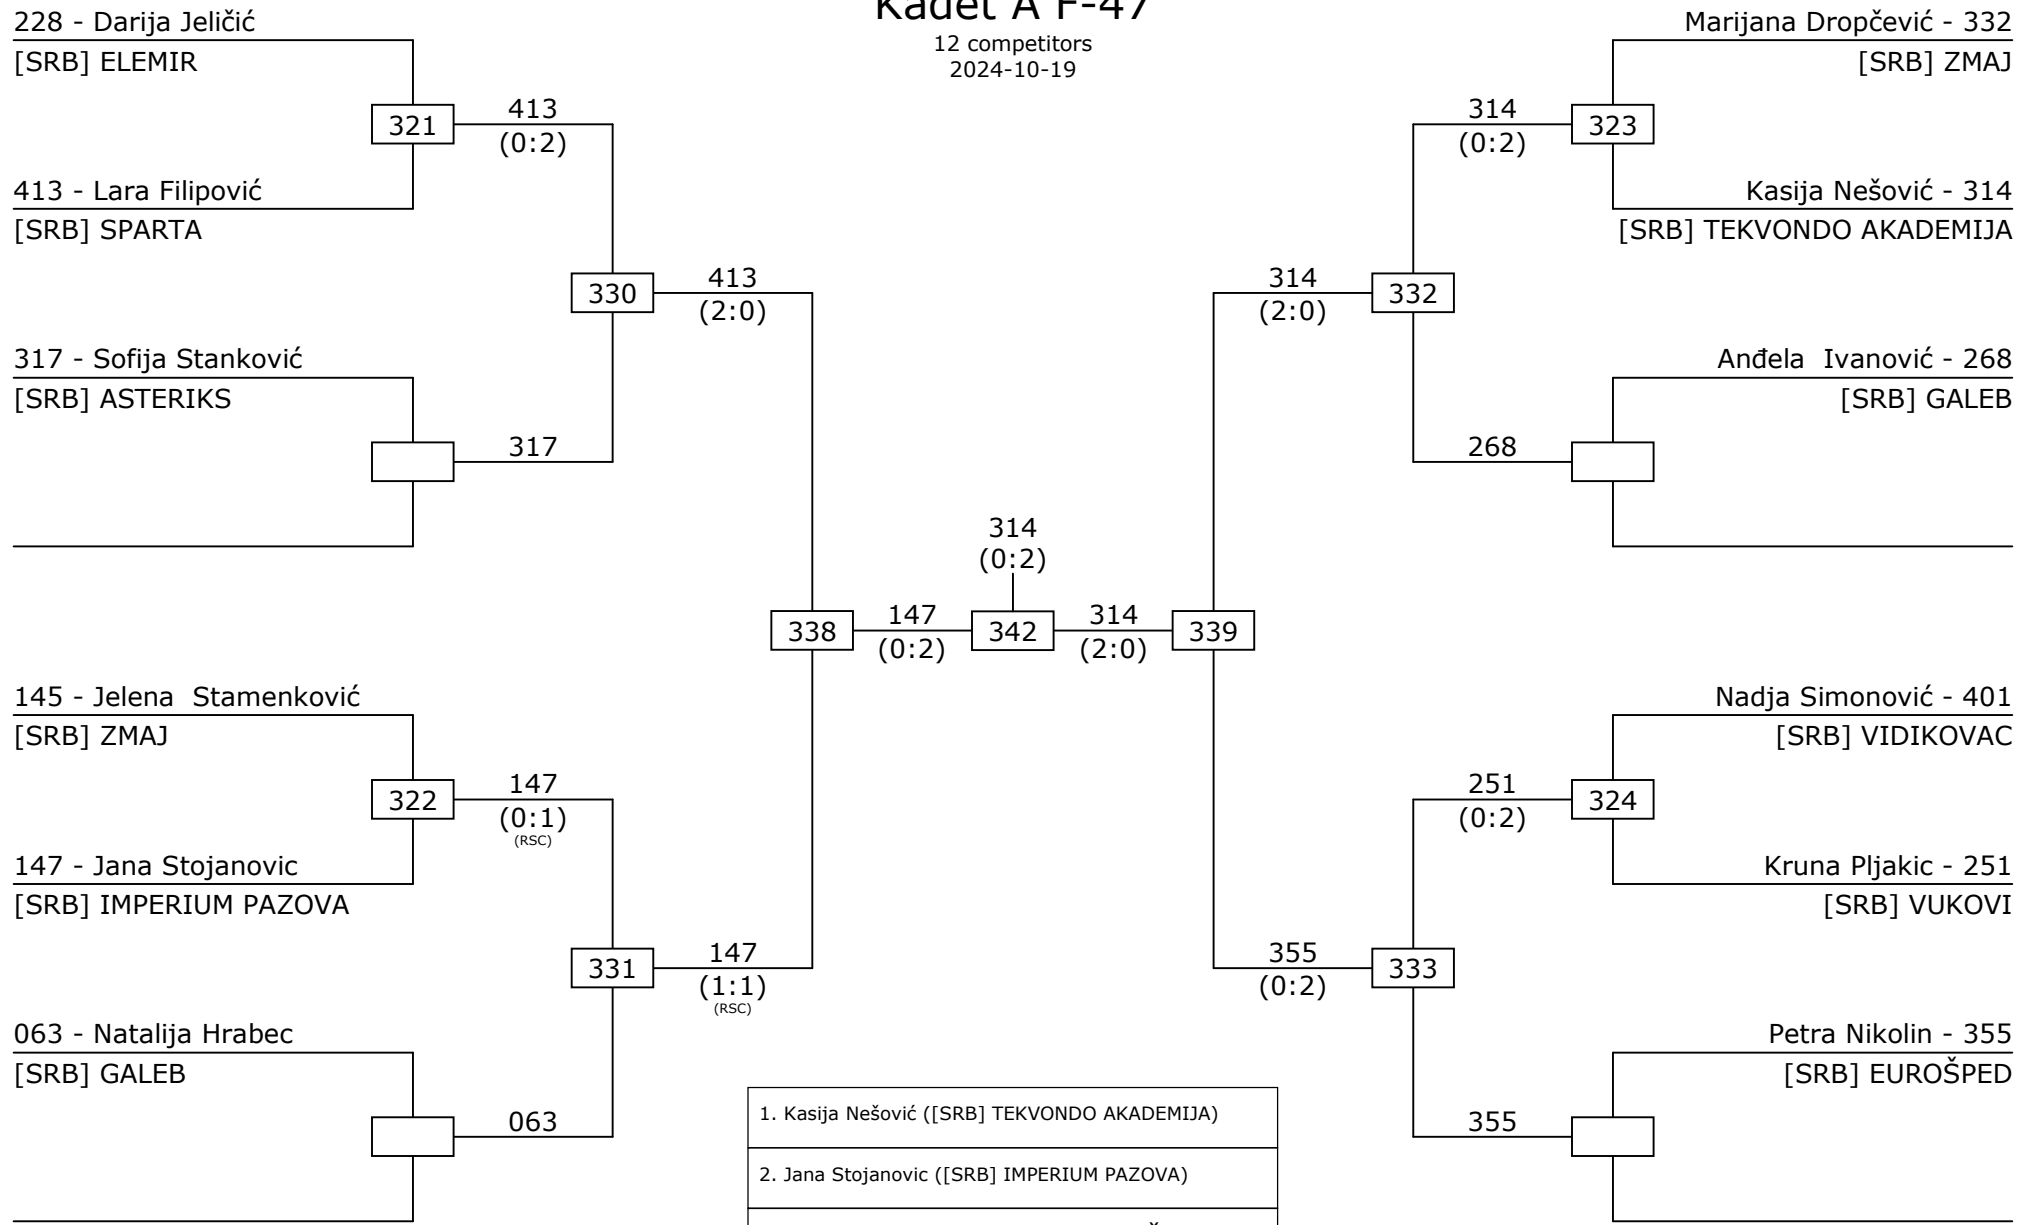 Kadet A F-47
12 competitors
2024-10-19
228 - Darija Jeličić
[SRB] ELEMIR
321
413
(0:2)
413 - Lara Filipović
[SRB] SPARTA
330
413
(2:0)
317 - Sofija Stanković
[SRB] ASTERIKS
317
145 - Jelena  Stamenković
[SRB] ZMAJ
322
147
(0:1)
(RSC)
147 - Jana Stojanovic
[SRB] IMPERIUM PAZOVA
331
147
(1:1)
(RSC)
063 - Natalija Hrabec
[SRB] GALEB
063
338
147
(0:2)
314
(0:2)
342
314
(2:0)
339
Marijana Dropčević - 332
[SRB] ZMAJ
314
(0:2)
323
Kasija Nešović - 314
[SRB] TEKVONDO AKADEMIJA
314
(2:0)
332
Anđela  Ivanović - 268
[SRB] GALEB
268
Nadja Simonović - 401
[SRB] VIDIKOVAC
251
(0:2)
324
Kruna Pljakic - 251
[SRB] VUKOVI
355
(0:2)
333
Petra Nikolin - 355
[SRB] EUROŠPED
355
1. Kasija Nešović ([SRB] TEKVONDO AKADEMIJA)
2. Jana Stojanovic ([SRB] IMPERIUM PAZOVA)